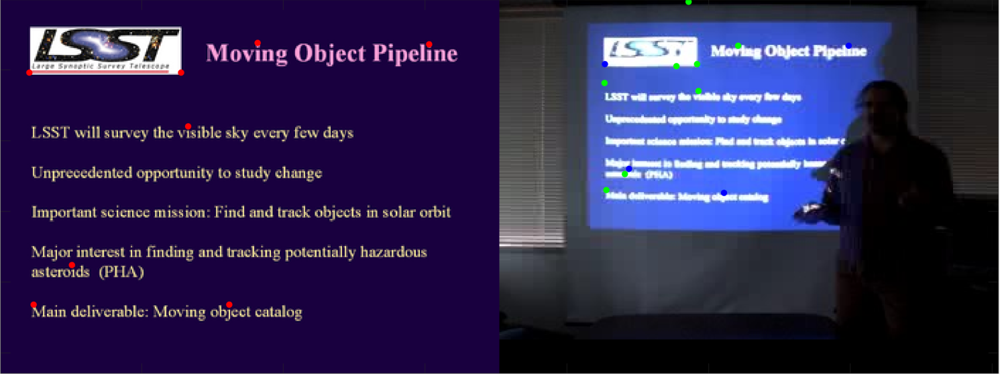 LSST
Large Synoptic Survey Telescope
Moving Object Pipeline
LSST will survey the visible sky every few days
Unprecedented opportunity to study change
Important science mission: Find and track objects in solar orbit
Major interest in finding and tracking potentially hazardous
asteroids (PHA)
Main deliverable: Moving object catalog
LSST
Moving Object Pipeline
LSST will survey the visible sky every few days
Unprecedented opportunity to study change
Important science mission: Find and track objects in solar
Major interest in finding and tracking potentially
asteroids (PHA)
Main deliverable: Moving object catalog